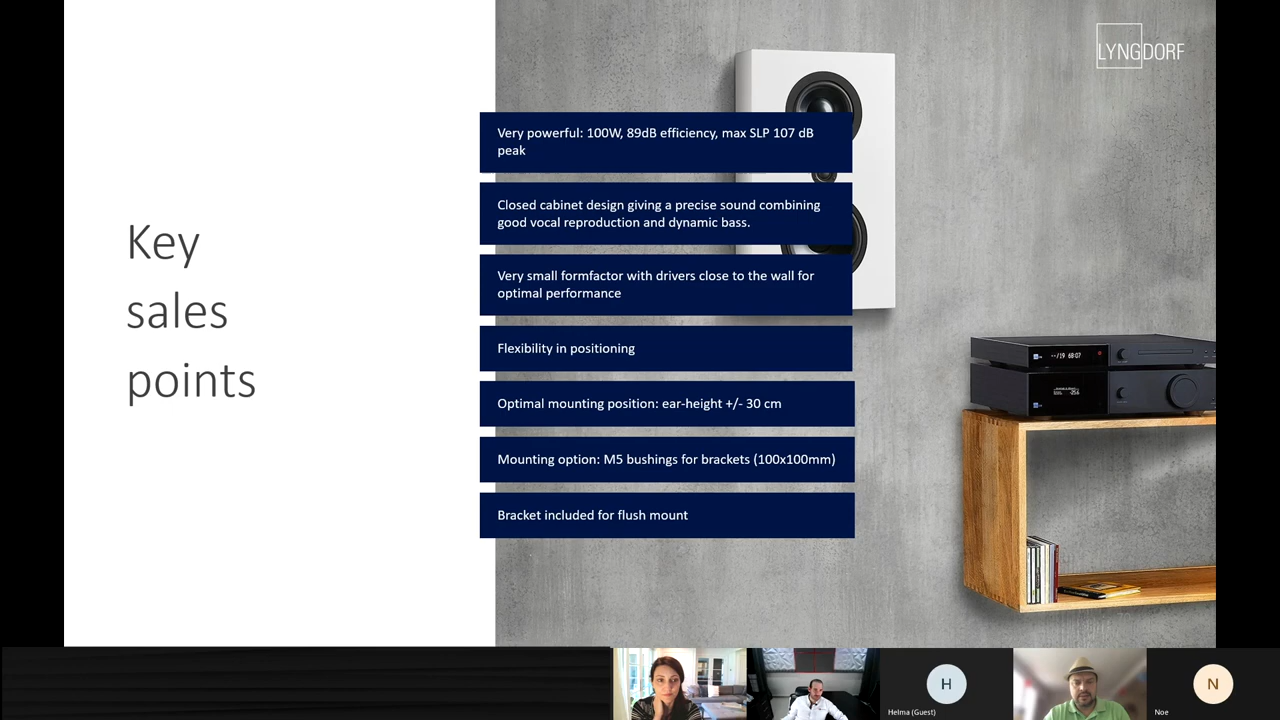 LYNGDORF
Key
sales
points
Very powerful: 100W, 89dB efficiency, max SLP 107 dB
peak
Closed cabinet design giving a precise sound combining
good vocal reproduction and dynamic bass.
Very small formfactor with drivers close to the wall for
optimal performance
Flexibility in positioning
Optimal mounting position: ear-height +/- 30 cm
Mounting option: M5 bushings for brackets (100x100mm)
Bracket included for flush mount
H
Helma (Guest)
N
Noe